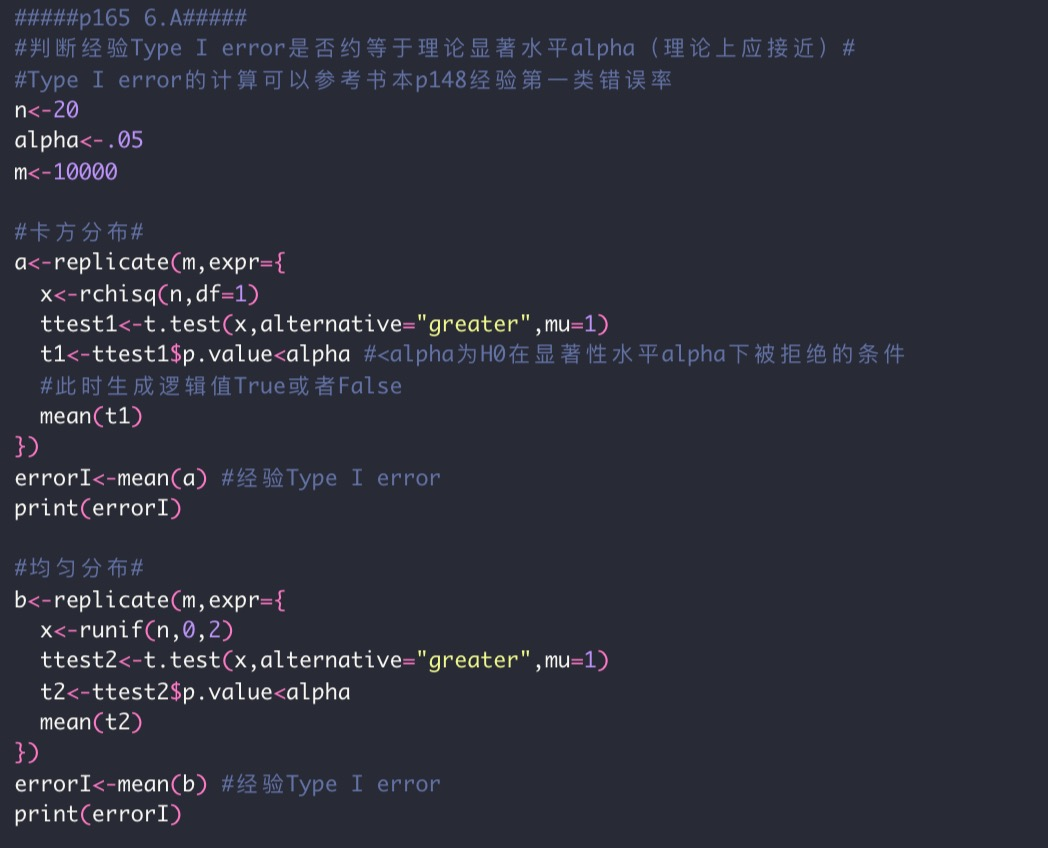 #####p165 6.A#####
#判断经验Type I error是否约等于理论显著水平alpha（理论上应接近）#
#Type I error的计算可以参考书本p148经验第一类错误率
n<-20
alpha<-.05
m<-10000
#卡方分布#
a<-replicate(m,expr={
  x<-rchisq(n,df=1)
  ttest1<-t.test(x,alternative="greater",mu=1)
  t1<-ttest1$p.value<alpha #<alpha为H0在显著性水平alpha下被拒绝的条件
  #此时生成逻辑值True或者False
  mean(t1)
})
errorI<-mean(a) #经验Type I error
print(errorI)
#均匀分布#
b<-replicate(m,expr={
  x<-runif(n,0,2)
  ttest2<-t.test(x,alternative="greater",mu=1)
  t2<-ttest2$p.value<alpha
  mean(t2)
})
errorI<-mean(b) #经验Type I error
print(errorI)